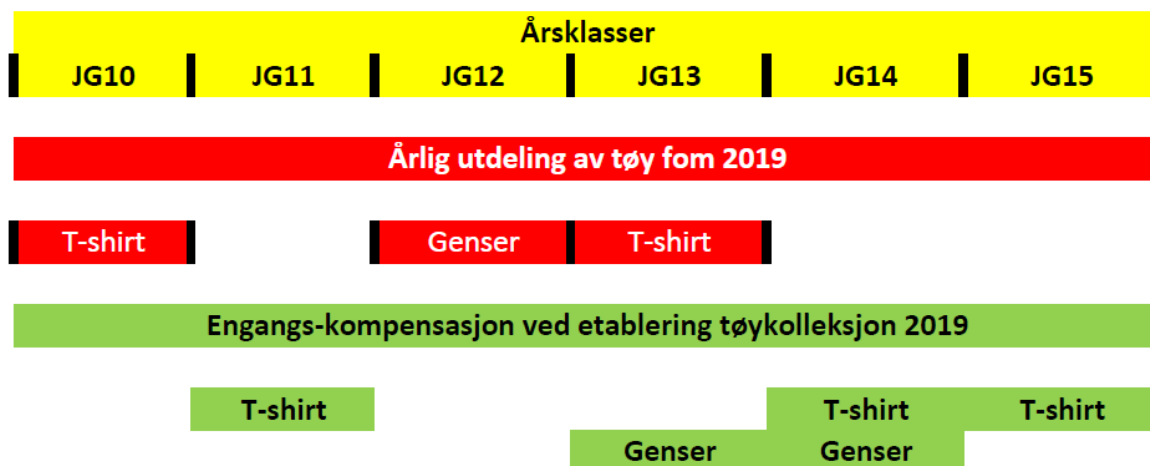 Årsklasser
JG10 JG11 JG12 JG13 JG14 JG15
Årlig utdeling av tøy fom 2019
T-shirt Genser T-shirt
Engangs-kompensasjon ved etablering tøykolleksjon 2019
T-shirt T-shirt T-shirt
Genser Genser